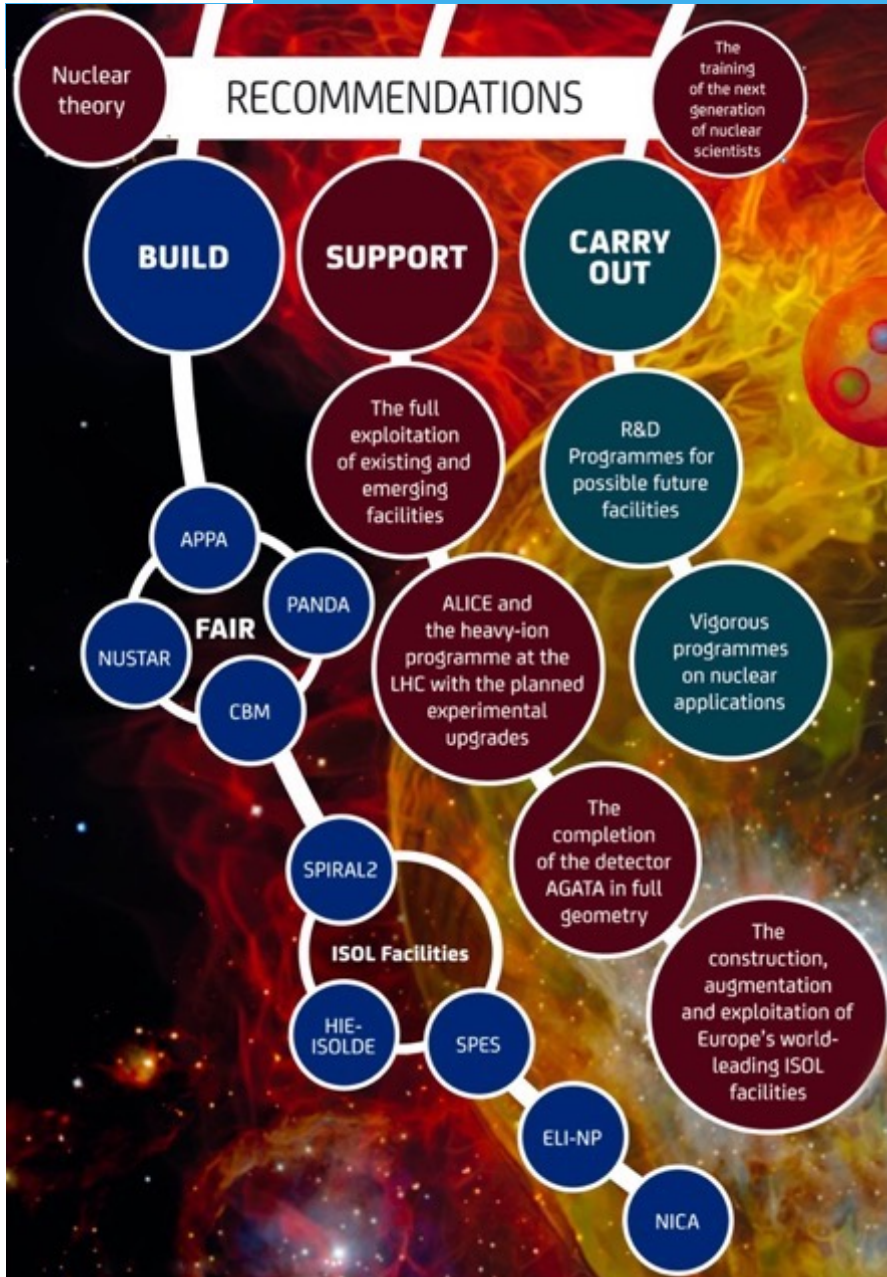 Nuclear
theory
RECOMMENDATIONS
The
training
of the next
generation
of nuclear
scientists
BUILD
SUPPORT
CARRY
OUT
The full
exploitation
of existing and
emerging
facilities
R&D
Programmes for
possible future
facilities
APPA
PANDA
FAIR
NUSTAR
CBM
ALICE and
the heavy-ion
programme at the
LHC with the planned
experimental
upgrades
Vigorous
programmes
on nuclear
applications
SPIRAL2
ISOL Facilities
HIE-
ISOLDE
SPES
The
completion
of the detector
AGATA in full
geometry
The
construction,
augmentation
and exploitation of
Europe's world-
leading ISOL
facilities
ELI-NP
NICA